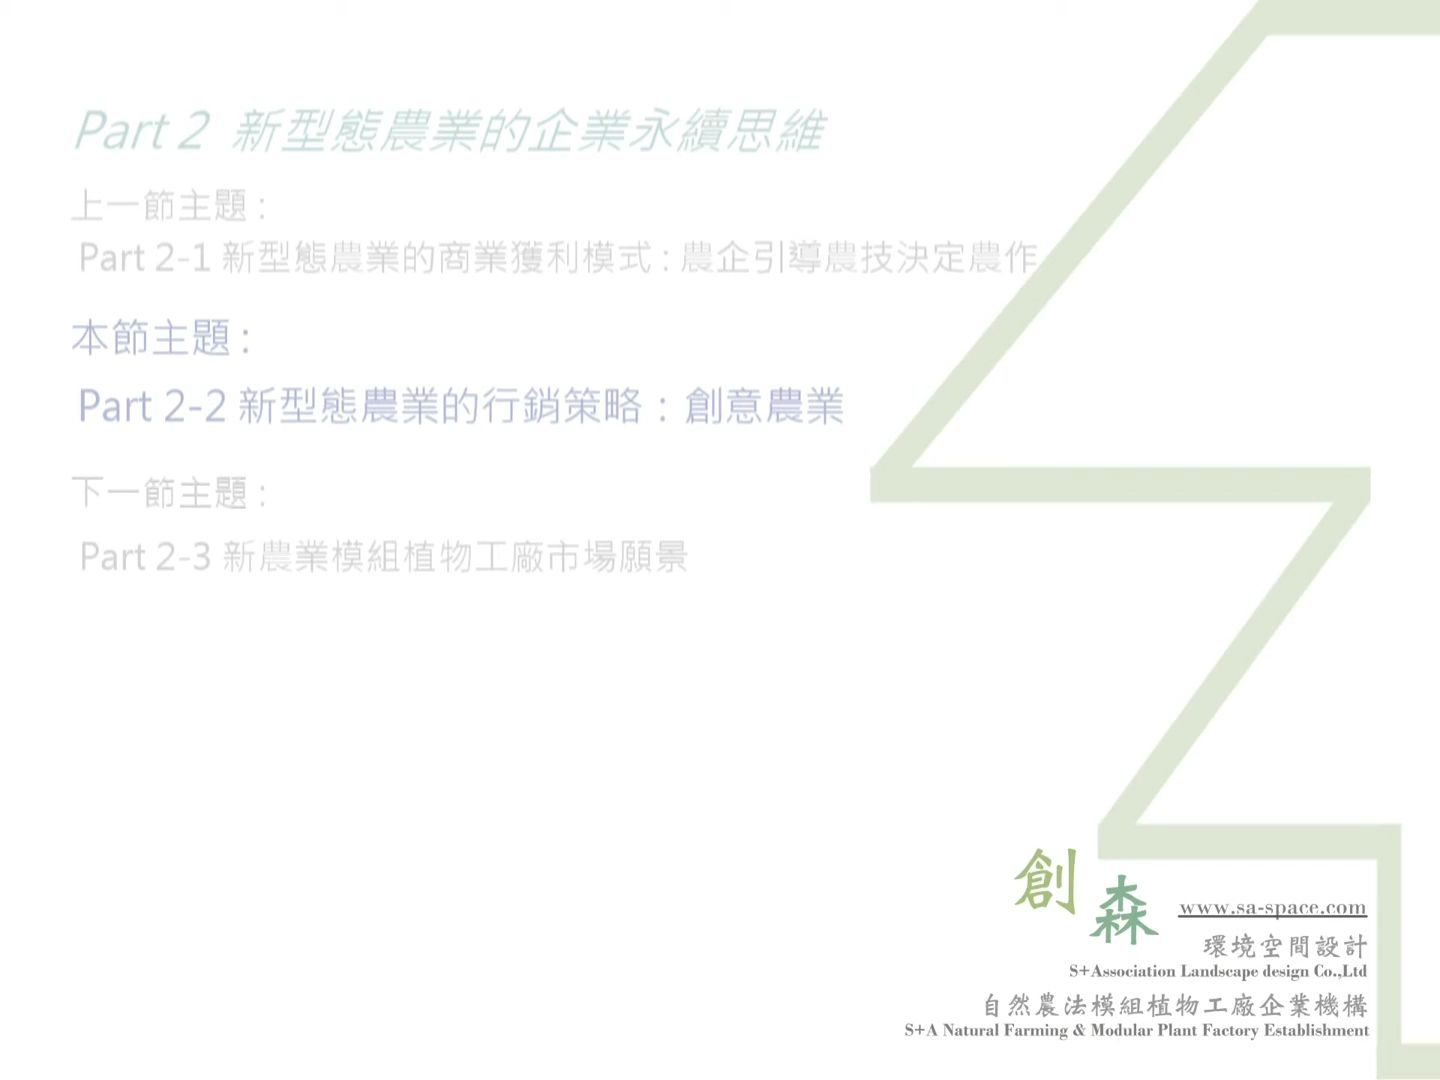 Part 2 新型態農業的企業永續思維
上一節主題 :
Part 2-1 新型態農業的商業獲利模式 : 農企引導農技決定農作
本節主題 :
Part 2-2 新型態農業的行銷策略：創意農業
下一節主題 :
Part 2-3 新農業模組植物工廠市場願景
創森
www.sa-space.com
環境空間設計
S+Association Landscape design Co.,Ltd
自然農法模組植物工廠企業機構
S+A Natural Farming & Modular Plant Factory Establishment